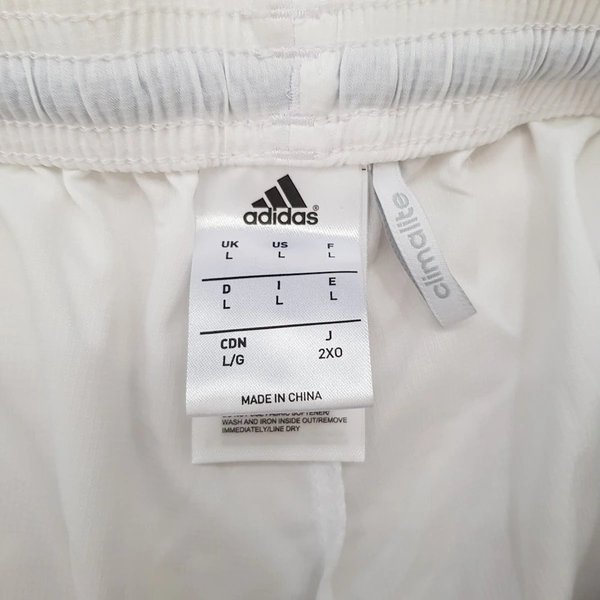 adidas®
UK US F
L L L
D I E
L L L
CDN J
L/G 2XO
MADE IN CHINA
WASH AND IRON INSIDE OUT/REMOVE
IMMEDIATELY/LINE DRY
climalite